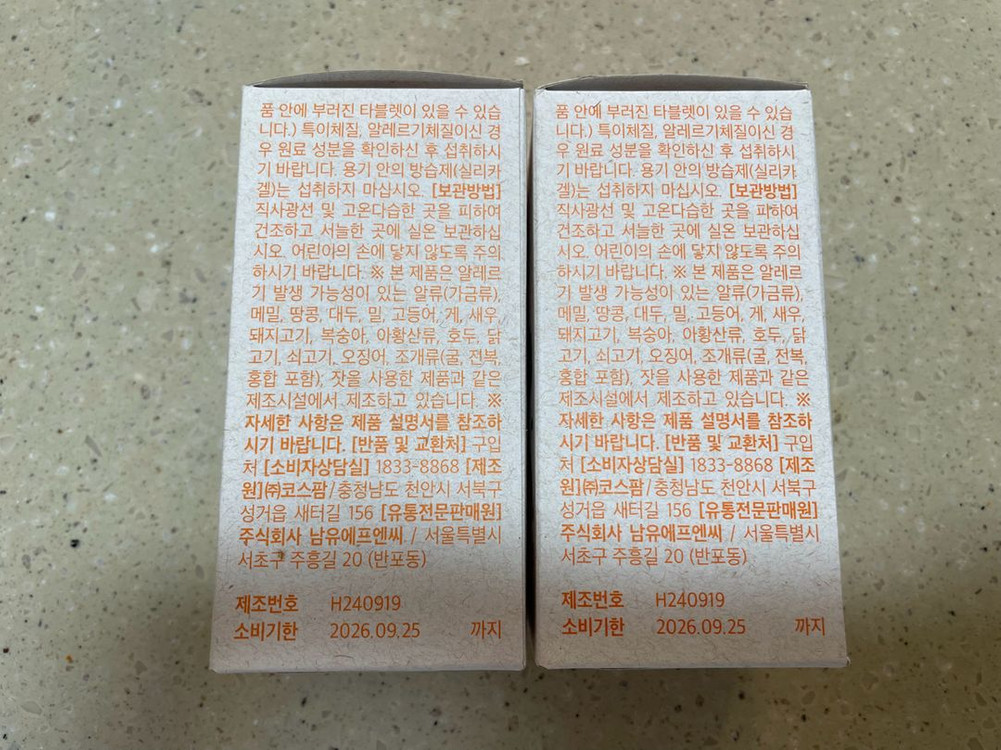 품 안에 부러진 타블렛이 있을 수 있습
니다.) 특이체질, 알레르기체질이신 경
우 원료 성분을 확인하신 후 섭취하시
기 바랍니다. 용기 안의 방습제(실리카
겔)는 섭취하지 마십시오. [보관방법]
직사광선 및 고온다습한 곳을 피하여
건조하고 서늘한 곳에 실온 보관하십
시오. 어린아의 손에 닿지 않도록 주의
하시기 바랍니다. ※ 본 제품은 알레르
기 발생 가능성이 있는 알류(가금류),
메밀, 땅콩, 대두, 밀, 고등어, 게, 새우,
돼지고기, 복숭아, 아황산류, 호두, 닭
고기, 쇠고기, 오징어, 조개류(굴, 전복,
홍합 포함), 잣을 사용한 제품과 같은
제조시설에서 제조하고 있습니다. ※
자세한 사항은 제품 설명서를 참조하
시기 바랍니다. [반품 및 교환처] 구입
처 [소비자상담실] 1833-8868 [제조
원]㈜코스팜/충청남도 천안시 서북구
성거읍 새터길 156 [유통전문판매원]
주식회사 남유에프엔씨 / 서울특별시
서초구 주흥길 20 (반포동)
제조번호 H240919
소비기한 2026.09.25 까지
품 안에 부러진 타블렛이 있을 수 있습
니다.) 특이체질, 알레르기체질이신 경
우 원료 성분을 확인하신 후 섭취하시
기 바랍니다. 용기 안의 방습제(실리카
겔)는 섭취하지 마십시오. [보관방법]
직사광선 및 고온다습한 곳을 피하여
건조하고 서늘한 곳에 실온 보관하십
시오. 어린아의 손에 닿지 않도록 주의
하시기 바랍니다. ※ 본 제품은 알레르
기 발생 가능성이 있는 알류(가금류),
메밀, 땅콩, 대두, 밀, 고등어, 게, 새우,
돼지고기, 복숭아, 아황산류, 호두, 닭
고기, 쇠고기, 오징어, 조개류(굴, 전복,
홍합 포함), 잣을 사용한 제품과 같은
제조시설에서 제조하고 있습니다. ※
자세한 사항은 제품 설명서를 참조하
시기 바랍니다. [반품 및 교환처] 구입
처 [소비자상담실] 1833-8868 [제조
원]㈜코스팜/충청남도 천안시 서북구
성거읍 새터길 156 [유통전문판매원]
주식회사 남유에프엔씨 / 서울특별시
서초구 주흥길 20 (반포동)
제조번호 H240919
소비기한 2026.09.25 까지